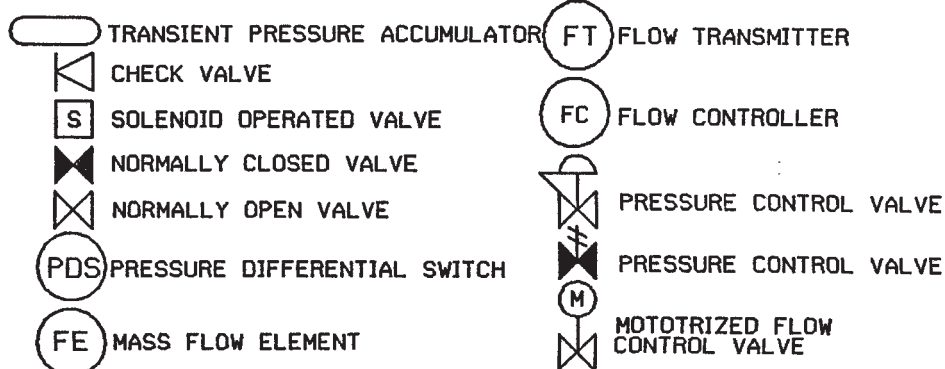 TRANSIENT PRESSURE ACCUMULATOR
CHECK VALVE
S SOLENOID OPERATED VALVE
NORMALLY CLOSED VALVE
NORMALLY OPEN VALVE
PDS PRESSURE DIFFERENTIAL SWITCH
FE MASS FLOW ELEMENT
FT FLOW TRANSMITTER
FC FLOW CONTROLLER
PRESSURE CONTROL VALVE
PRESSURE CONTROL VALVE
M
MOTOTRIZED FLOW
CONTROL VALVE